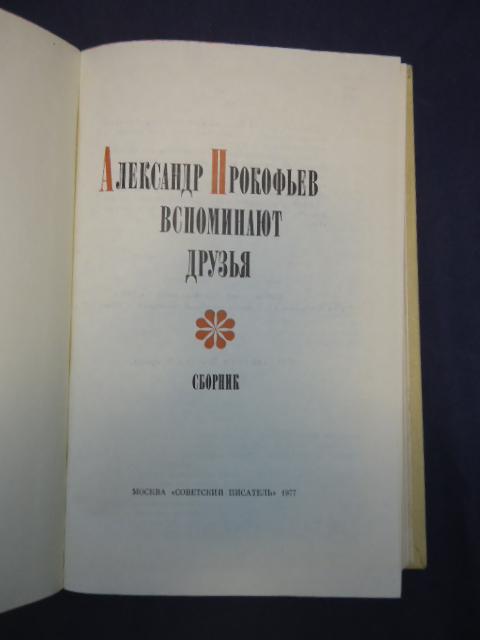 Александр Прокофьев
вспоминают
друзья
сборник
МОСКВА «СОВЕТСКИЙ ПИСАТЕЛЬ» 1977